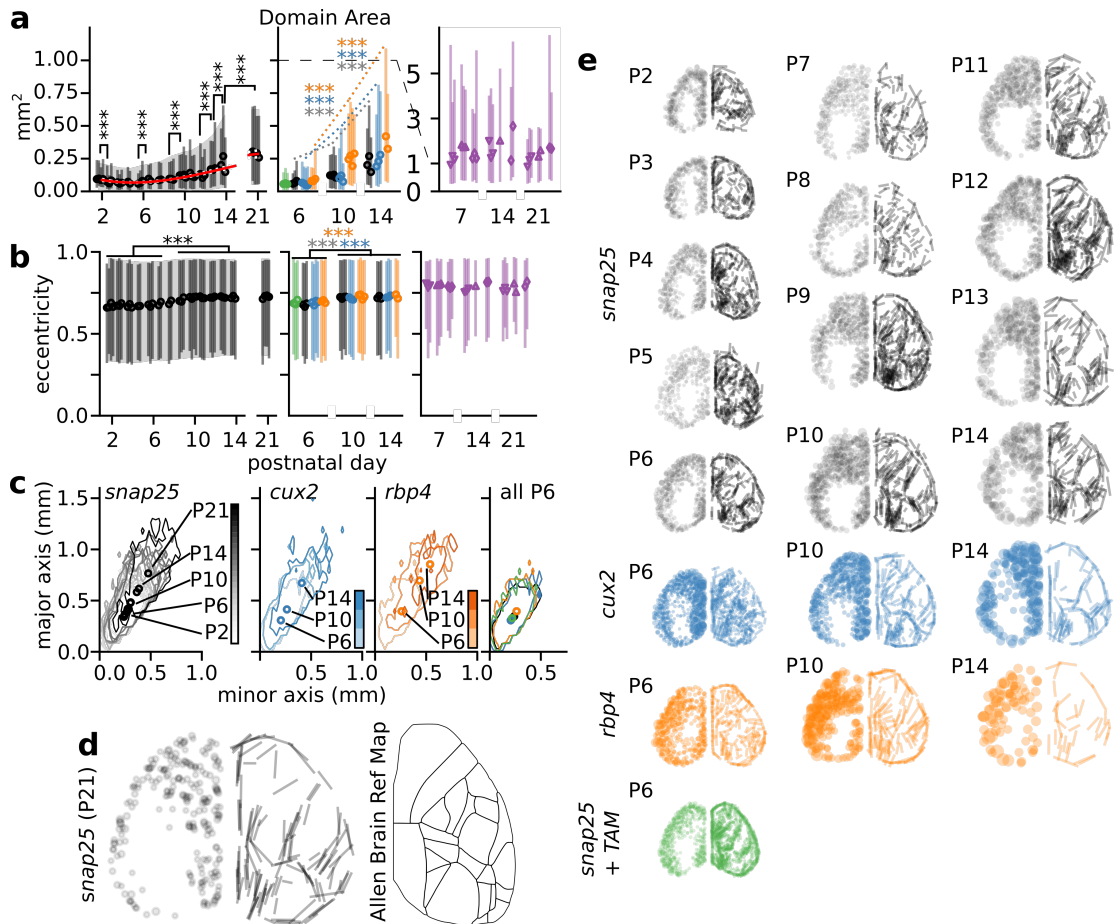 a
Domain Area
mm²
1.00
0.75
0.50
0.25
0.00
***
***
***
***
***
***
2
6
10
14
21
***
***
***
***
***
***
6
10
14
5
3
1
0
7
14
21
b
eccentricity
1.0
0.5
0.0
***
2
6
10
14
21
postnatal day
***
*** ***
6
10
14
7
14
21
c
major axis (mm)
1.5
1.0
0.5
0.0
snap25
P21
P14
P10
P6
P2
0.0
0.5
1.0
cux2
P14
P10
P6
0.5
1.0
rbp4
P14
P10
P6
0.5
1.0
all P6
0.5
minor axis (mm)
d
snap25 (P21)
Allen Brain Ref Map
e
snap25
P2
P7
P11
P3
P8
P12
P4
P9
P13
P5
P6
P10
P14
cux2
P6
P10
P14
rbp4
P6
P10
P14
snap25
+ TAM
P6